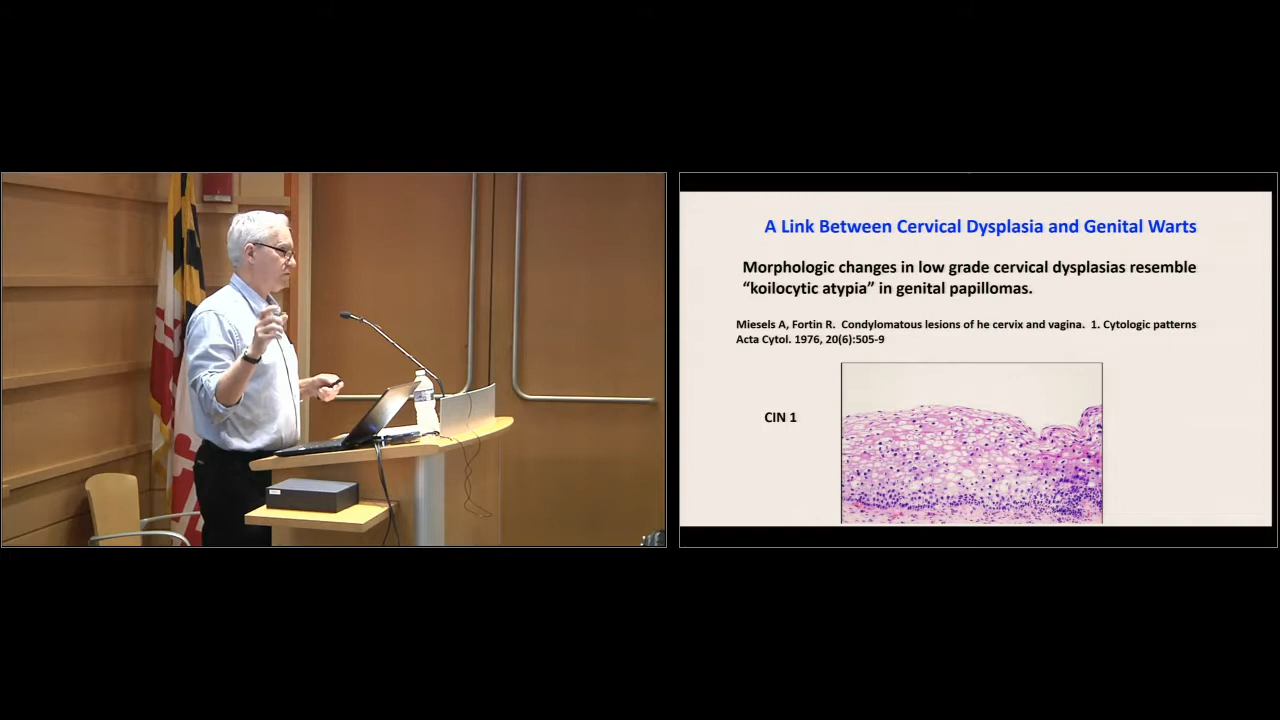 A Link Between Cervical Dysplasia and Genital Warts
Morphologic changes in low grade cervical dysplasias resemble
“koilocytic atypia” in genital papillomas.
Miesels A, Fortin R.  Condylomatous lesions of he cervix and vagina.  1. Cytologic patterns
Acta Cytol. 1976, 20(6):505-9
CIN 1